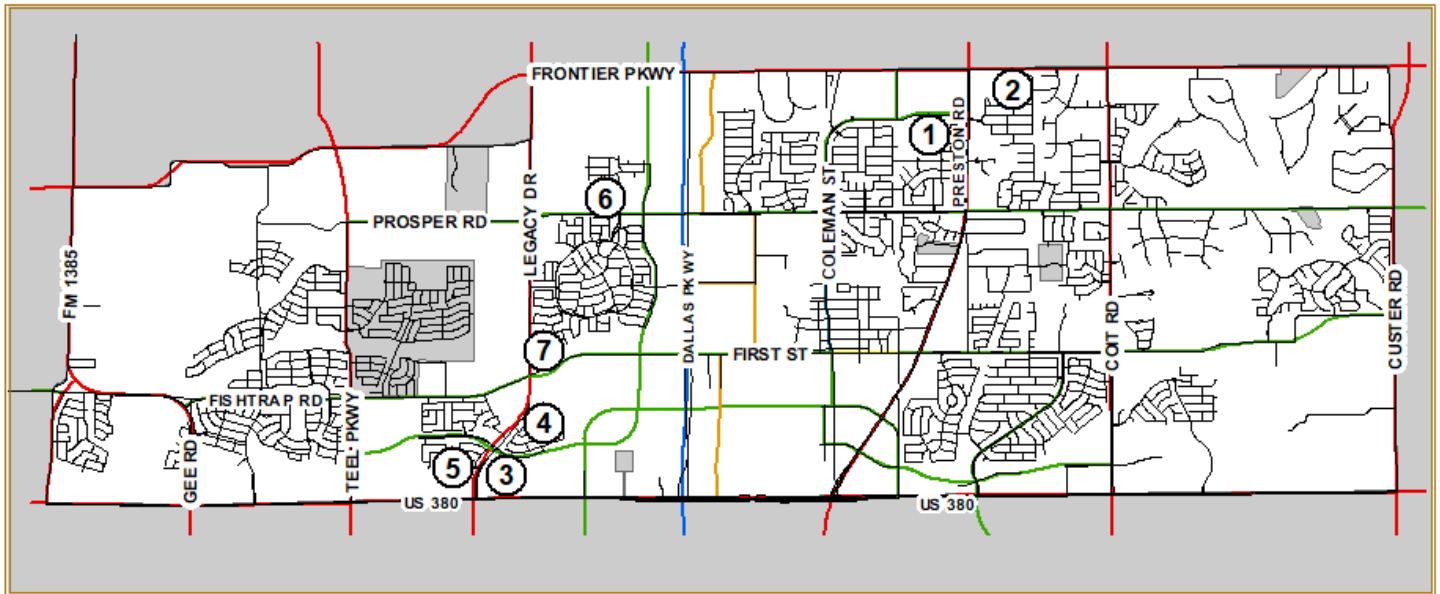 FRONTIER PKWY
2
1
PRESTON RD
COLEMAN ST
LEGACY DR
6
PROSPER RD
FM 1385
DALLAS PKWY
COIT RD
CUSTER RD
7
FIRST ST
FISHTRAP RD
4
TEEL PKWY
GEE RD
5
3
US 380
US 380